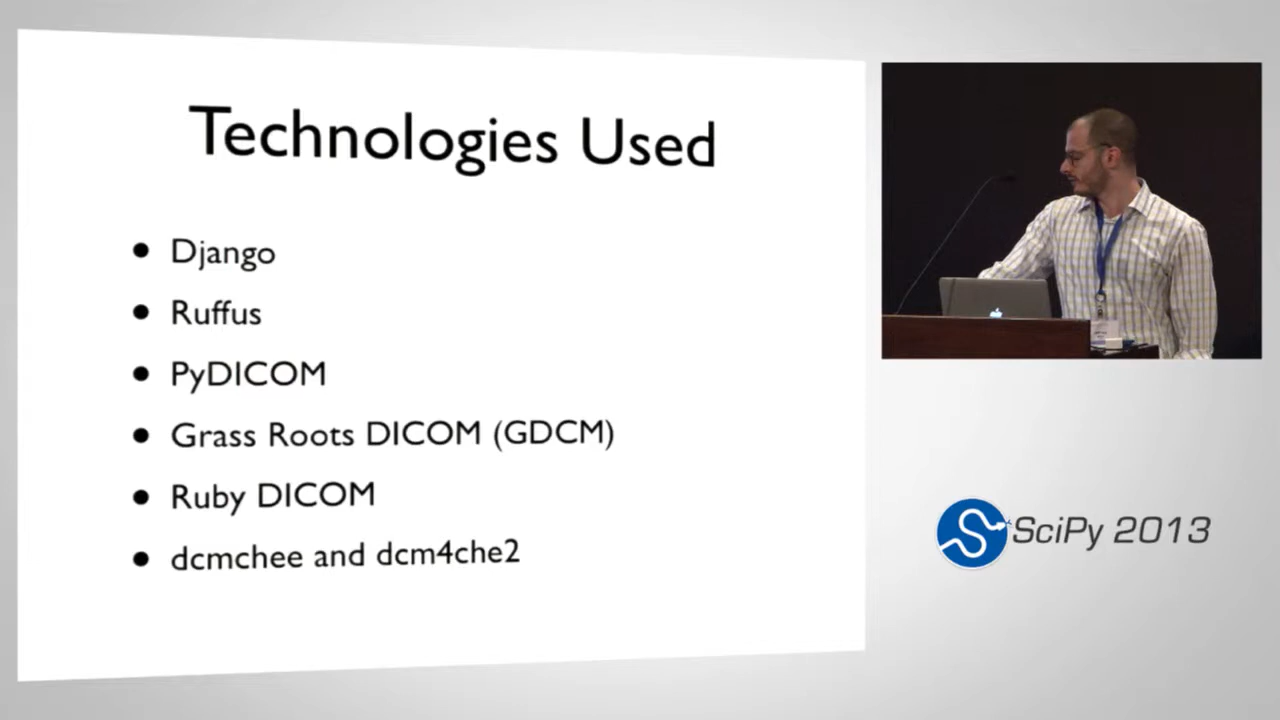 Technologies Used
Django
Ruffus
PyDICOM
Grass Roots DICOM (GDCM)
Ruby DICOM
dcmchee and dcm4che2
SciPy 2013